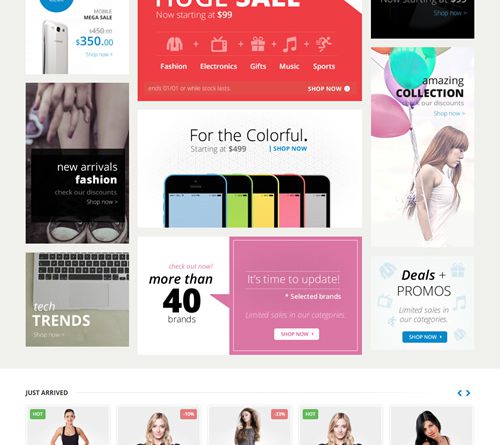 MOBILE
MEGA SALE
$450.00
$350.00
Shop now >
HUGE SALE
Now starting at $99
Fashion
Electronics
Gifts
Music
Sports
ends 01/01 or while stock lasts.
SHOP NOW
Now starting at $99
Shop now >
new arrivals
fashion
check our discounts
Shop now >
For the Colorful.
Starting at $499
SHOP NOW
amazing
COLLECTION
check our discounts
Shop now >
tech
TRENDS
Shop now >
check out now!
more than
40
brands
It's time to update!
* Selected brands
Limited sales in our categories.
SHOP NOW
Deals +
PROMOS
Limited sales in
our categories.
SHOP NOW
JUST ARRIVED
HOT
-10%
-33%
HOT